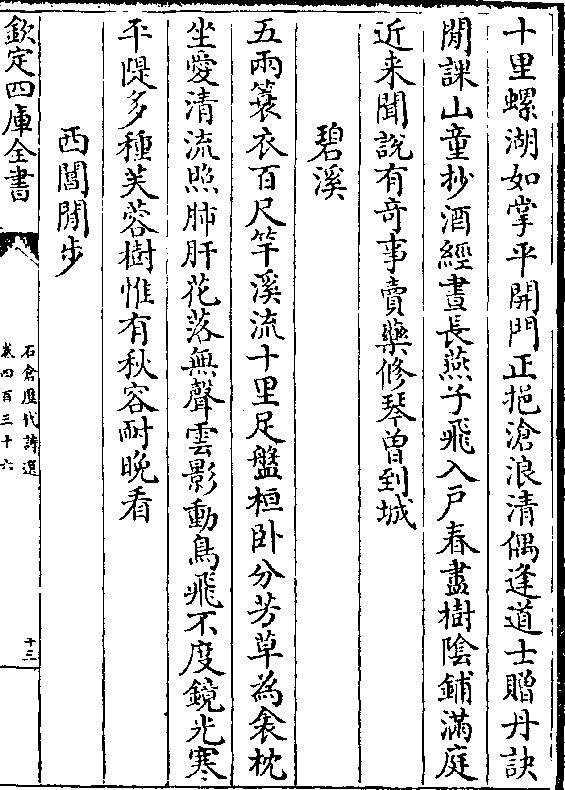 十里螺湖如掌平開門正挹滄浪清偶逢道士贈丹訣
閒課山童抄酒經晝長燕子飛入戶春盡樹陰鋪滿庭
近来聞說有奇事賣藥修琴曽到城
碧溪
五兩簔衣百尺竿溪流十里足盤桓卧分芳草為衾枕
坐愛清流照肺肝花落無聲雲影動鳥飛不度鏡光寒
平隄多種芙蓉樹惟有秋容耐晚看
西閣閒步
欽定四庫全書
石倉歷代詩選
卷四百三十六
十三